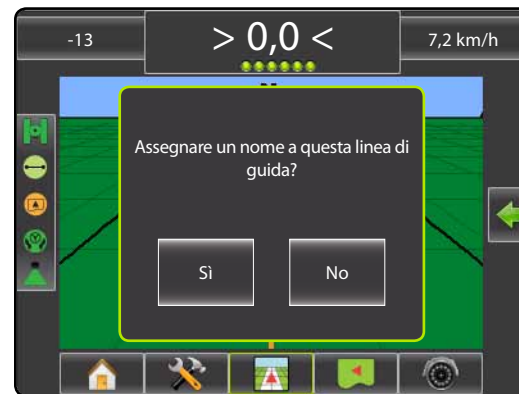 -13
> 0,0 <
7,2 km/h
Assegnare un nome a questa linea di
guida?
Sì
No